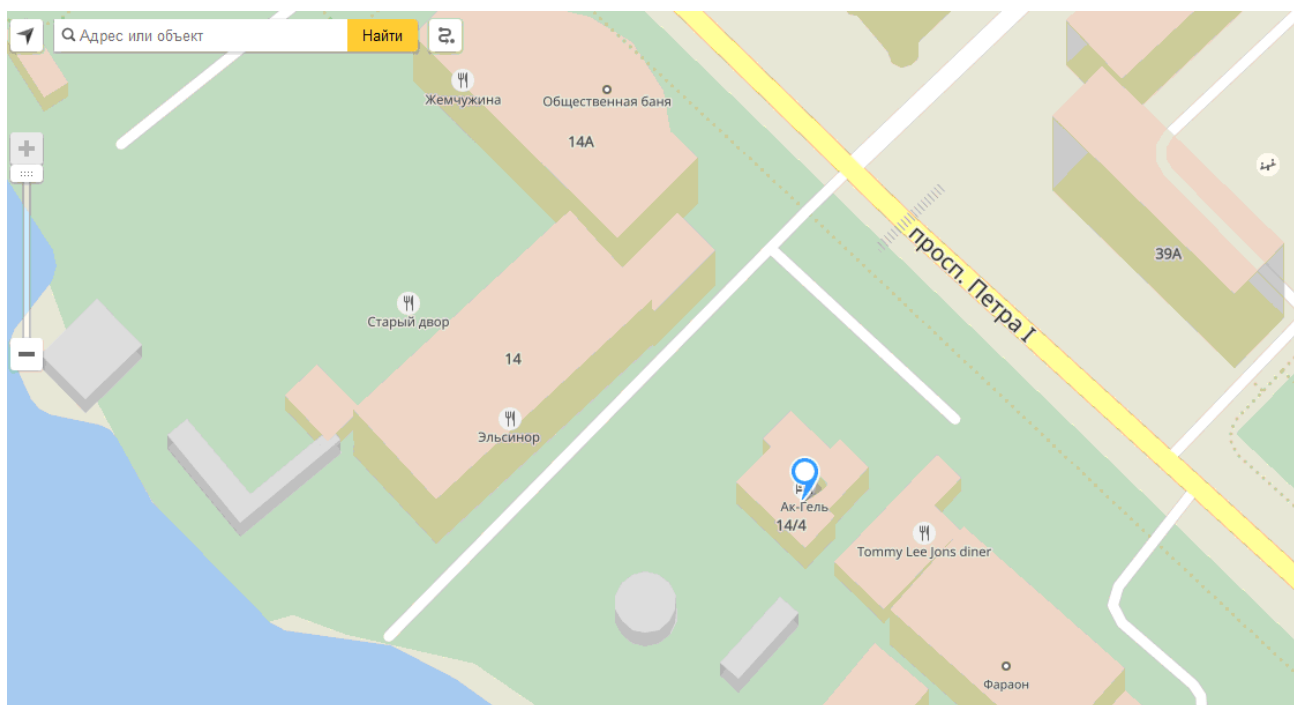 Адрес или объект
Найти
Жемчужина
Общественная баня
14А
просп. Петра I
39А
Старый двор
14
Эльсинор
Ак-Гель
14/4
Tommy Lee Jons diner
Фараон